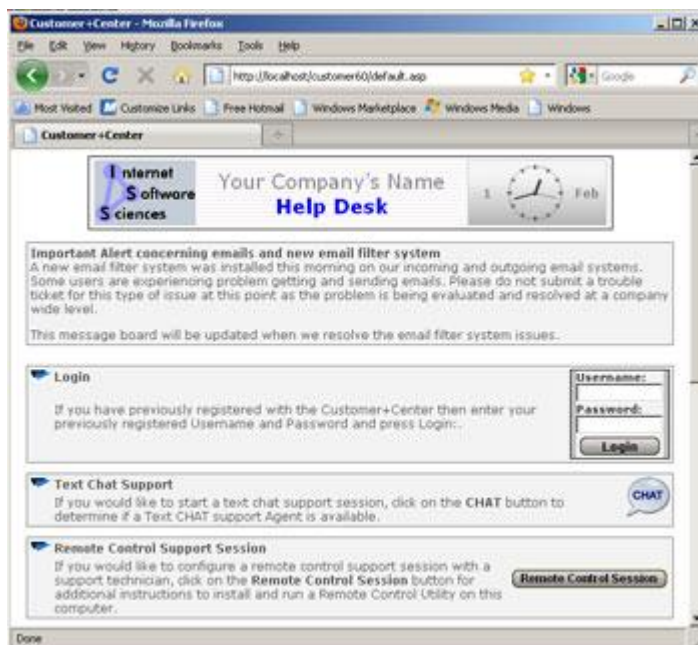 Customer+Center - Mozilla Firefox
File Edit View History Bookmarks Tools Help
http://localhost/customer60/default.asp
Google
Most Visited Customize Links Free Hotmail Windows Marketplace Windows Media Windows
Customer+Center
Internet
Software
Sciences
Your Company's Name
Help Desk
1 Feb
Important Alert concerning emails and new email filter system
A new email filter system was installed this morning on our incoming and outgoing email systems.
Some users are experiencing problem getting and sending emails. Please do not submit a trouble
ticket for this type of issue at this point as the problem is being evaluated and resolved at a company
wide level.
This message board will be updated when we resolve the email filter system issues.
Login
If you have previously registered with the Customer+Center then enter your
previously registered Username and Password and press Login:.
Username:
Password:
Login
Text Chat Support
If you would like to start a text chat support session, click on the CHAT button to
determine if a Text CHAT support Agent is available.
CHAT
Remote Control Support Session
If you would like to configure a remote control support session with a
support technician, click on the Remote Control Session button for
additional instructions to install and run a Remote Control Utility on this
computer.
Remote Control Session
Done